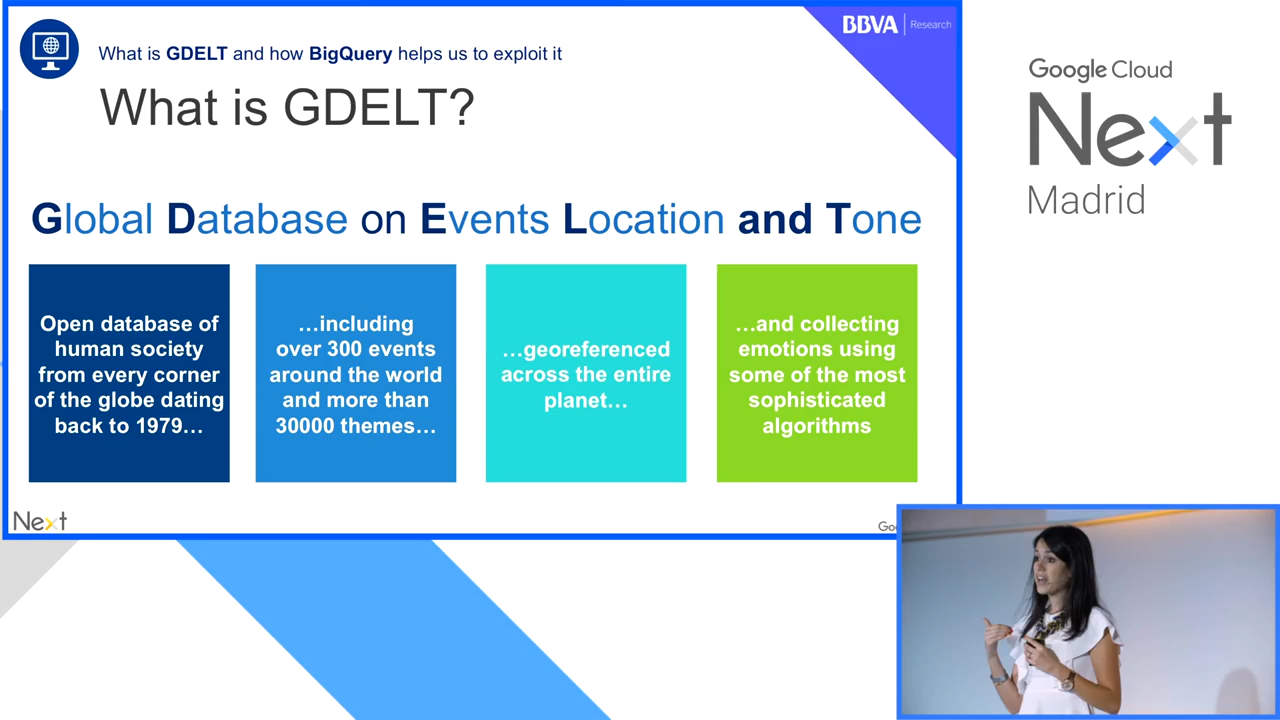 What is GDELT and how BigQuery helps us to exploit it
BBVA | Research
What is GDELT?
Global Database on Events Location and Tone
Open database of
human society
from every corner
of the globe dating
back to 1979…
…including
over 300 events
around the world
and more than
30000 themes…
…georeferenced
across the entire
planet…
…and collecting
emotions using
some of the most
sophisticated
algorithms
Next
Google Cloud
Next
Madrid